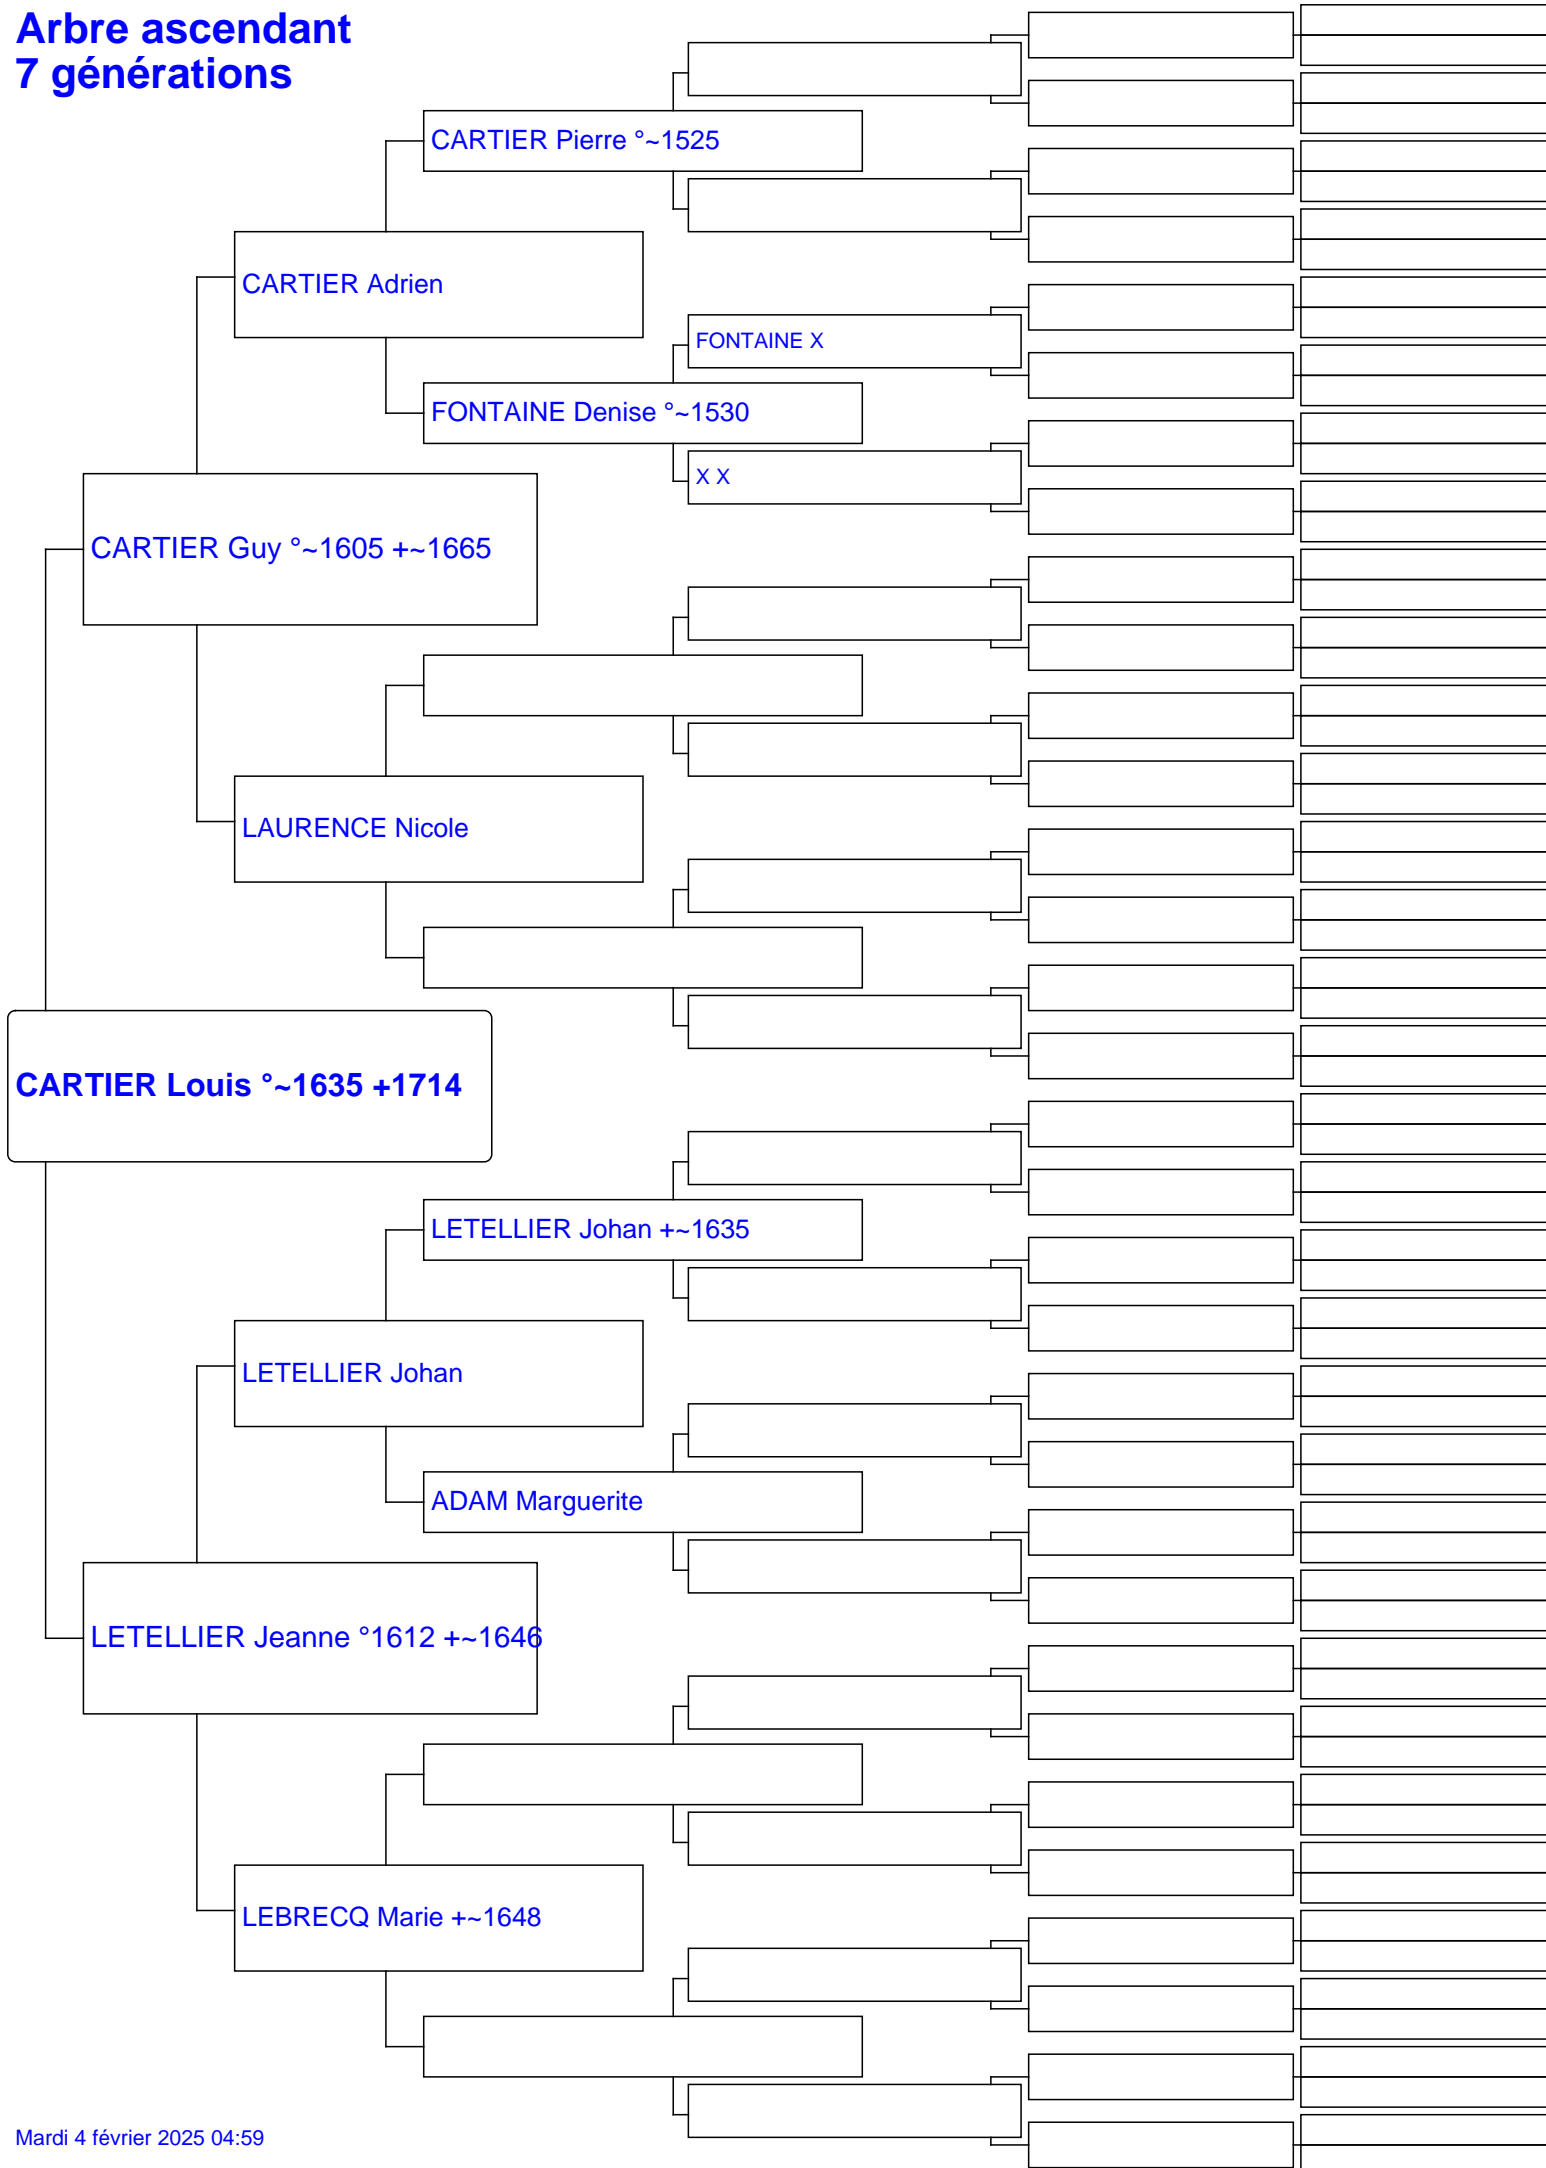 Arbre ascendant
7 générations
CARTIER Pierre °~1525
CARTIER Adrien
FONTAINE X
FONTAINE Denise °~1530
X X
CARTIER Guy °~1605 +~1665
LAURENCE Nicole
CARTIER Louis °~1635 +1714
LETELLIER Johan +~1635
LETELLIER Johan
ADAM Marguerite
LETELLIER Jeanne °1612 +~1646
LEBRECQ Marie +~1648
Mardi 4 février 2025 04:59